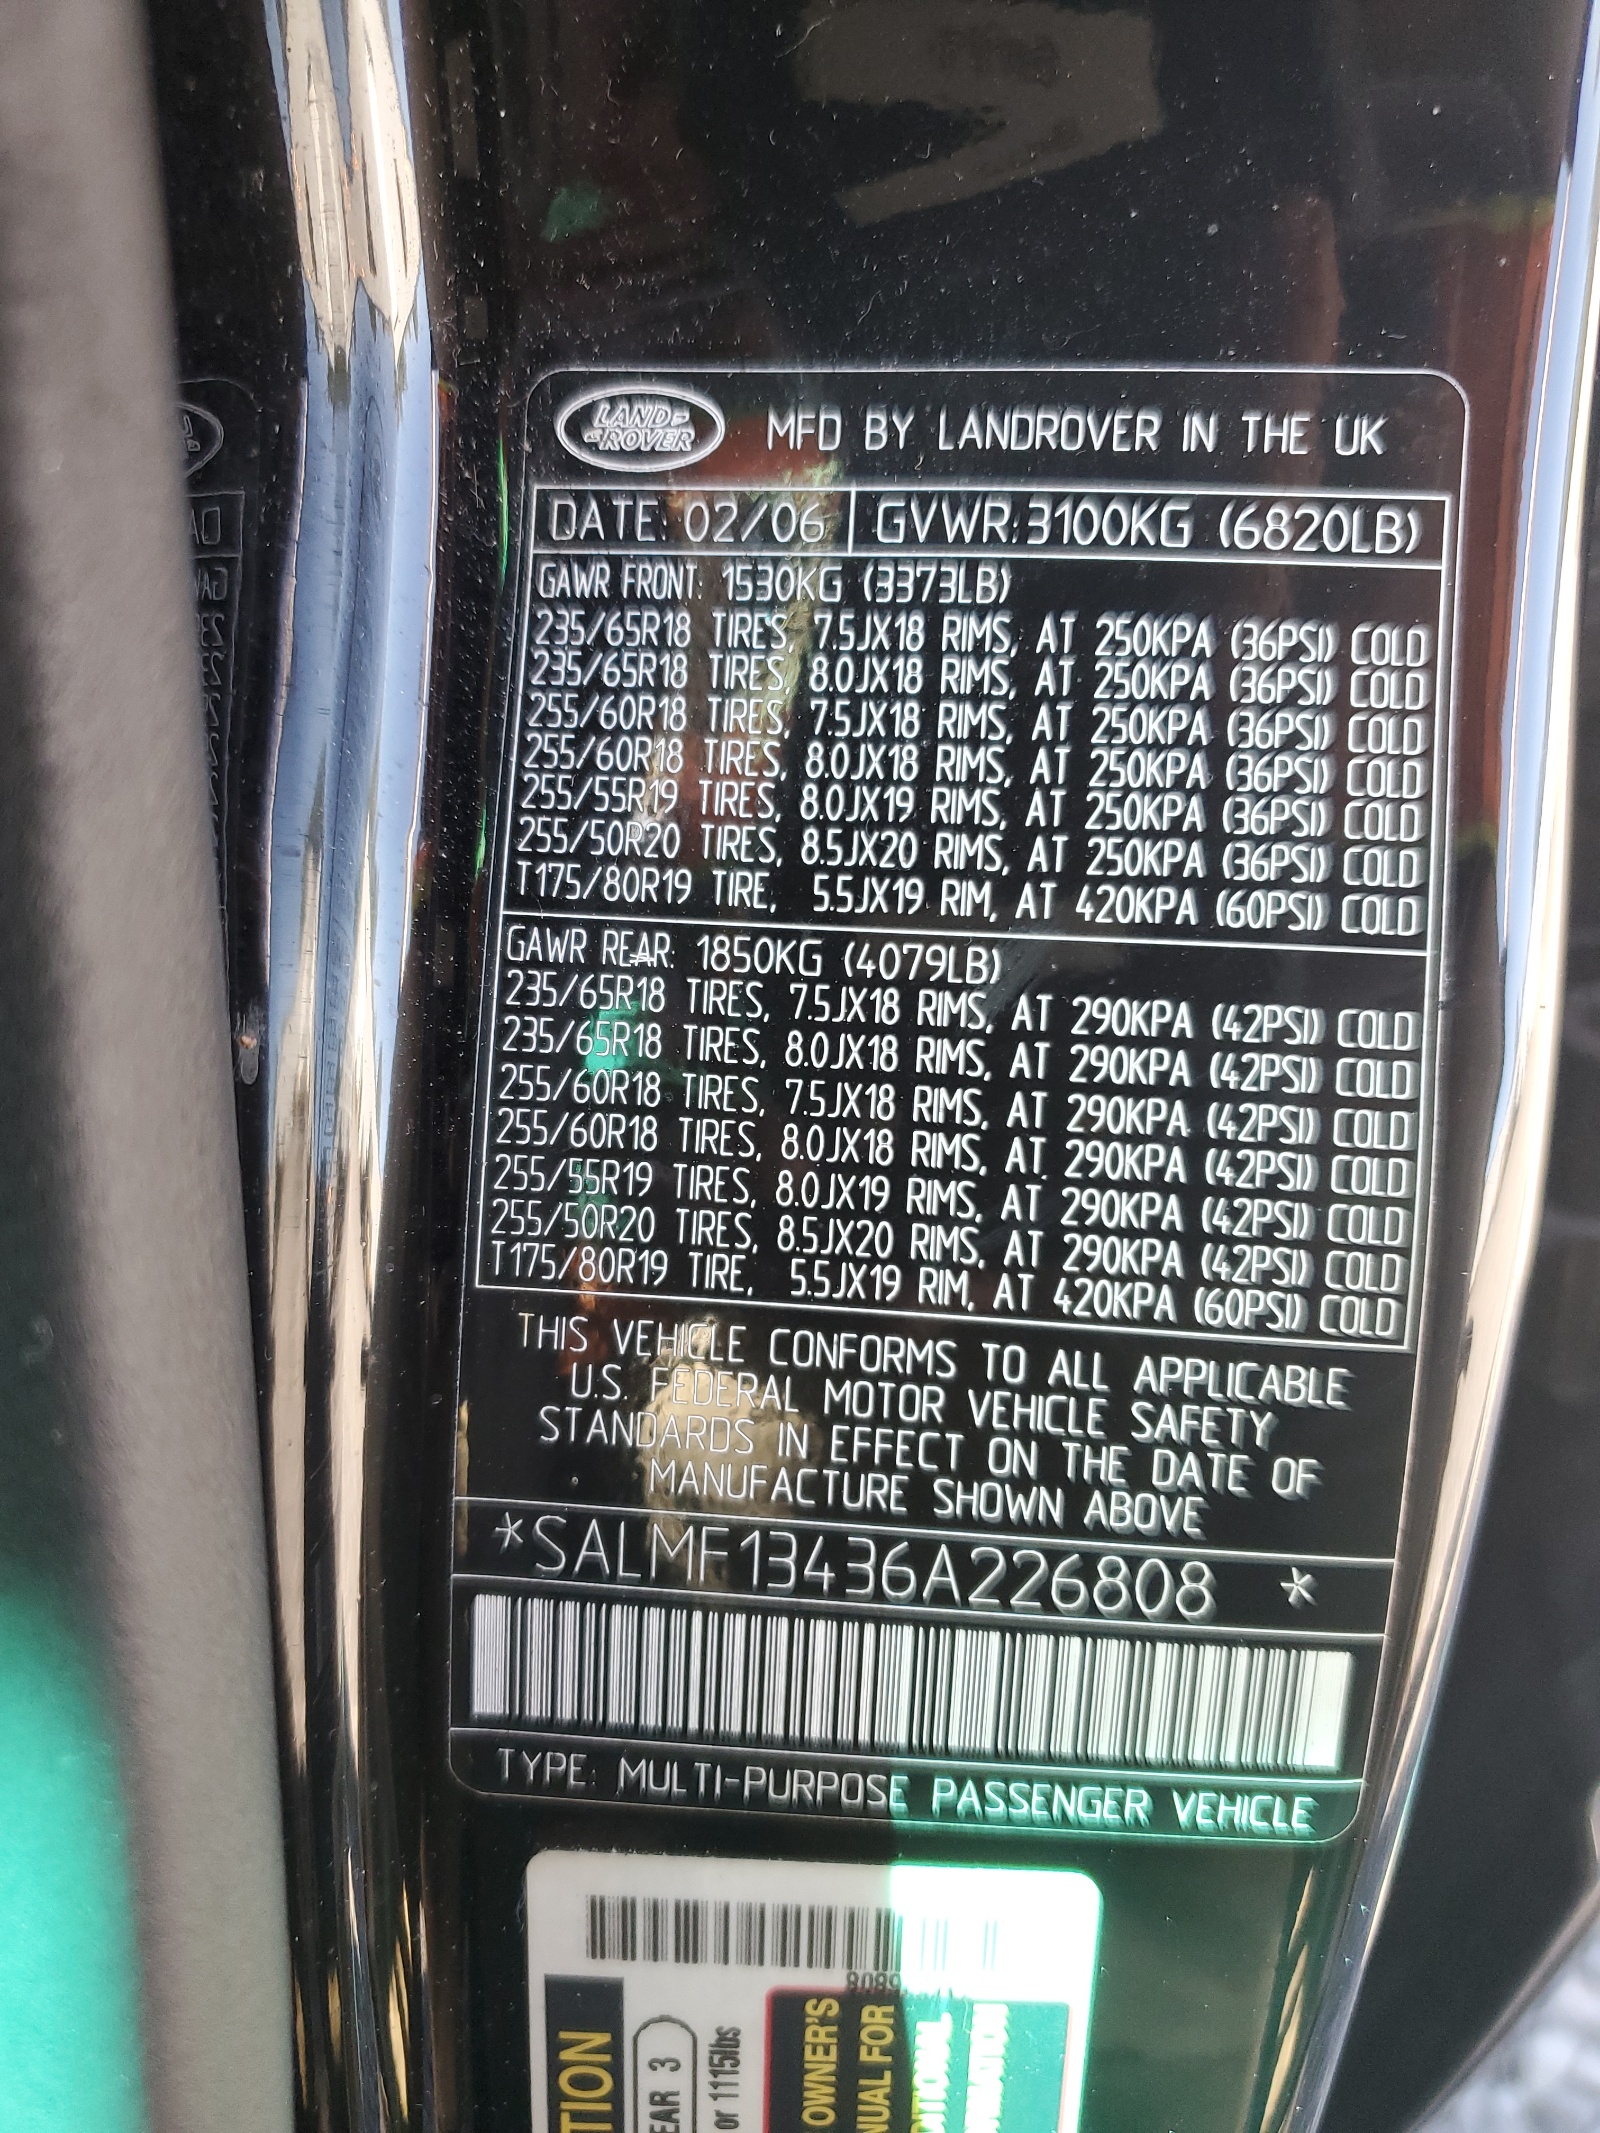 LAND
ROVER
MFD BY LANDROVER IN THE UK
DATE: 02/06 GVWR:3100KG (6820LB)
GAWR FRONT: 1530KG (3373LB)
235/65R18 TIRES, 7.5JX18 RIMS, AT 250KPA (36PSI) COLD
235/65R18 TIRES, 8.0JX18 RIMS, AT 250KPA (36PSI) COLD
255/60R18 TIRES, 7.5JX18 RIMS, AT 250KPA (36PSI) COLD
255/60R18 TIRES, 8.0JX18 RIMS, AT 250KPA (36PSI) COLD
255/55R19 TIRES, 8.0JX19 RIMS, AT 250KPA (36PSI) COLD
255/50R20 TIRES, 8.5JX20 RIMS, AT 250KPA (36PSI) COLD
T175/80R19 TIRE, 5.5JX19 RIM, AT 420KPA (60PSI) COLD
GAWR REAR: 1850KG (4079LB)
235/65R18 TIRES, 7.5JX18 RIMS, AT 290KPA (42PSI) COLD
235/65R18 TIRES, 8.0JX18 RIMS, AT 290KPA (42PSI) COLD
255/60R18 TIRES, 7.5JX18 RIMS, AT 290KPA (42PSI) COLD
255/60R18 TIRES, 8.0JX18 RIMS, AT 290KPA (42PSI) COLD
255/55R19 TIRES, 8.0JX19 RIMS, AT 290KPA (42PSI) COLD
255/50R20 TIRES, 8.5JX20 RIMS, AT 290KPA (42PSI) COLD
T175/80R19 TIRE, 5.5JX19 RIM, AT 420KPA (60PSI) COLD
THIS VEHICLE CONFORMS TO ALL APPLICABLE
U.S. FEDERAL MOTOR VEHICLE SAFETY
STANDARDS IN EFFECT ON THE DATE OF
MANUFACTURE SHOWN ABOVE
*SALMF13436A226808 *
TYPE: MULTI-PURPOSE PASSENGER VEHICLE
TION
EAR 3
or 1115lbs
OWNER'S
NUAL FOR